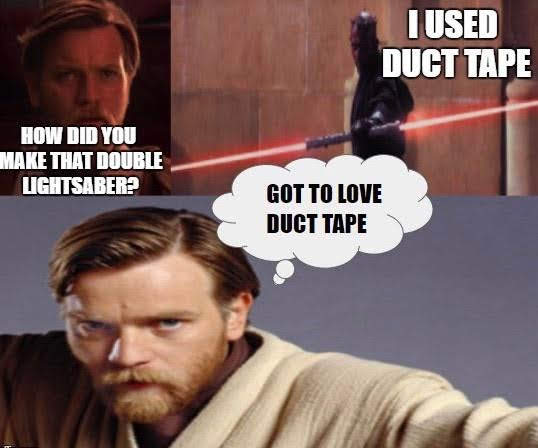 HOW DID YOU
MAKE THAT DOUBLE
LIGHTSABER?
I USED
DUCT TAPE
GOT TO LOVE
DUCT TAPE